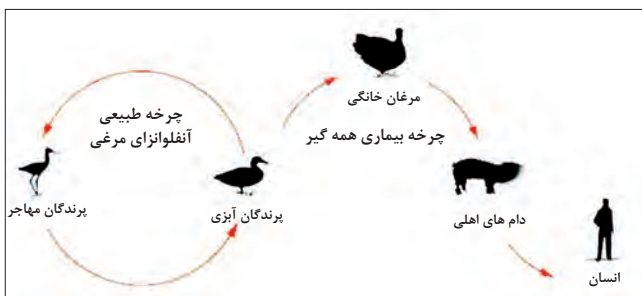 مرغان خانگی
چرخه طبیعی
آنفلوانزای مرغی
چرخه بیماری همه گیر
پرندگان مهاجر
پرندگان آبزی
دام های اهلی
انسان